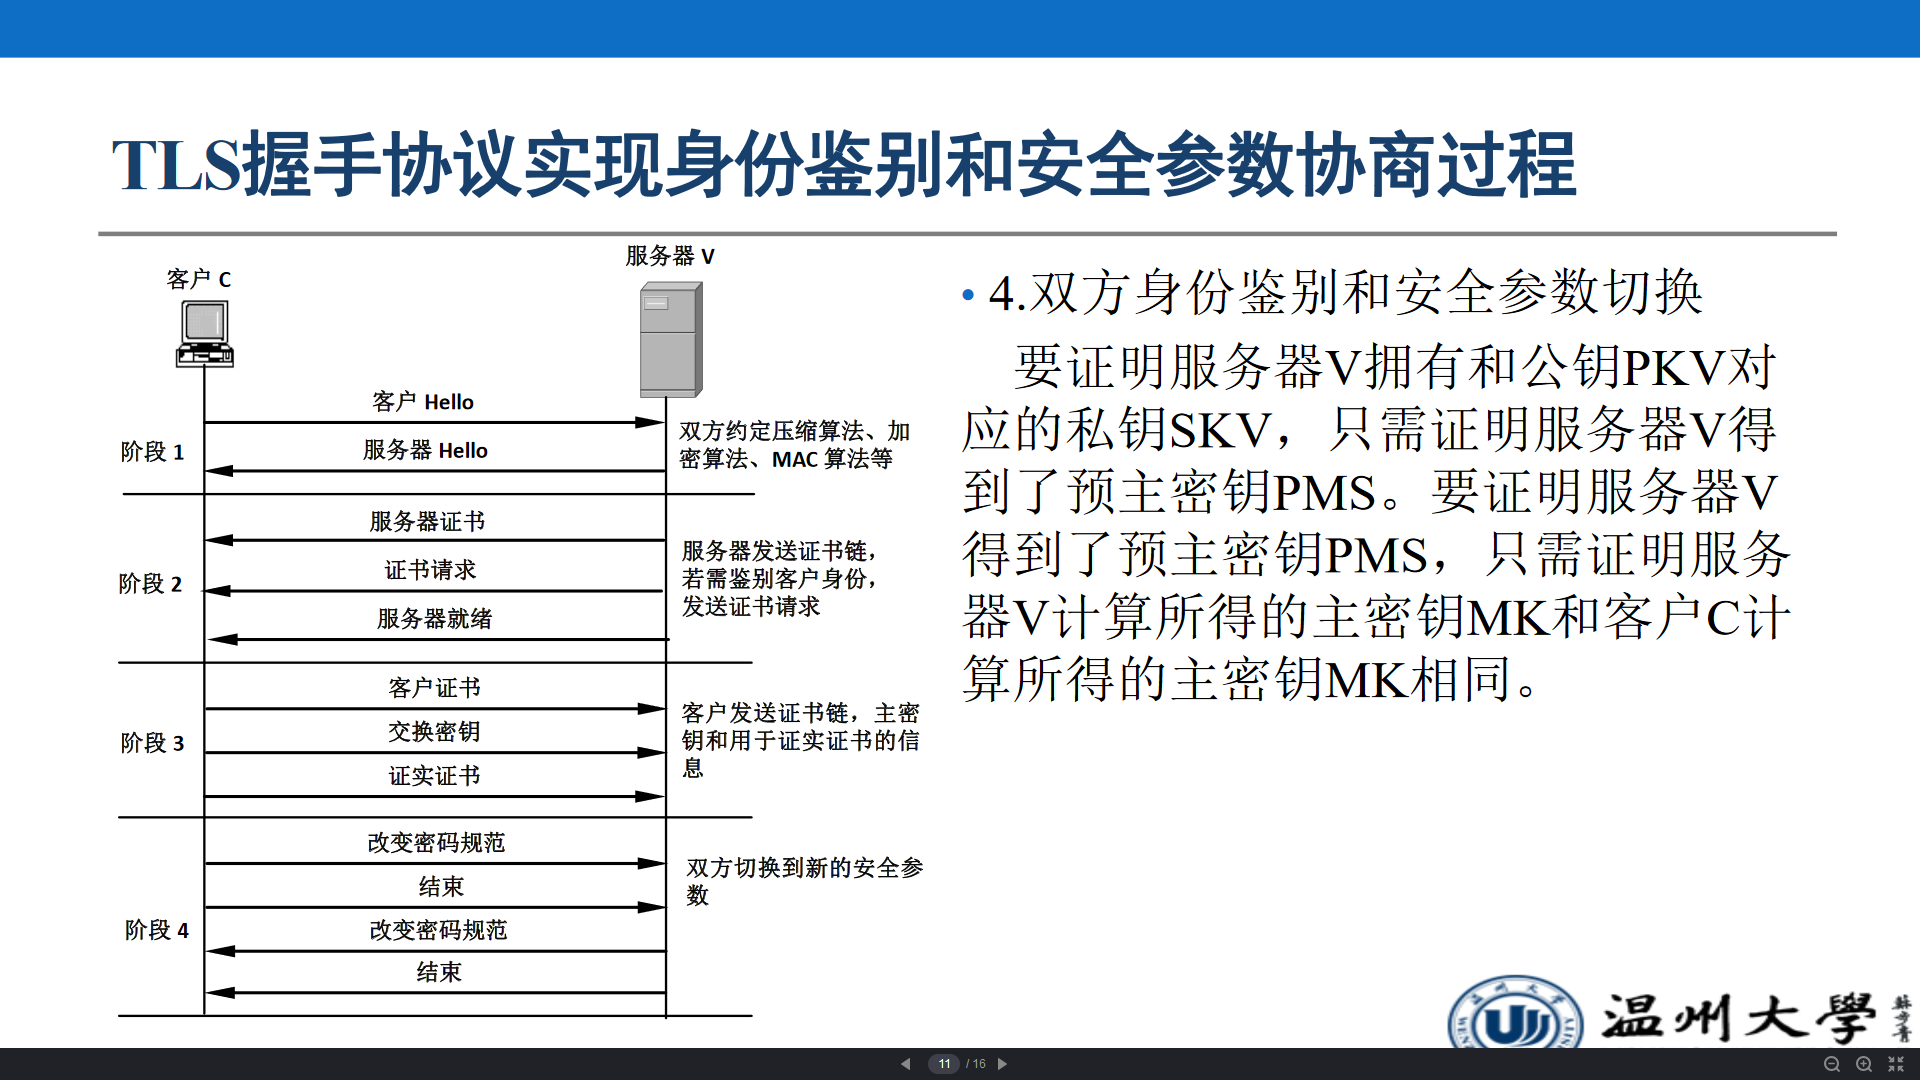 TLS握手协议实现身份鉴别和安全参数协商过程
客户 C
服务器 V
客户 Hello
阶段 1
服务器 Hello
双方约定压缩算法、加
密算法、MAC 算法等
服务器证书
证书请求
阶段 2
服务器就绪
服务器发送证书链，
若需鉴别客户身份，
发送证书请求
客户证书
交换密钥
阶段 3
证实证书
客户发送证书链，主密
钥和用于证实证书的信
息
改变密码规范
结束
阶段 4
改变密码规范
结束
双方切换到新的安全参
数
• 4.双方身份鉴别和安全参数切换
要证明服务器V拥有和公钥PKV对
应的私钥SKV，只需证明服务器V得
到了预主密钥PMS。要证明服务器V
得到了预主密钥PMS，只需证明服务
器V计算所得的主密钥MK和客户C计
算所得的主密钥MK相同。
温州大學
11 / 16